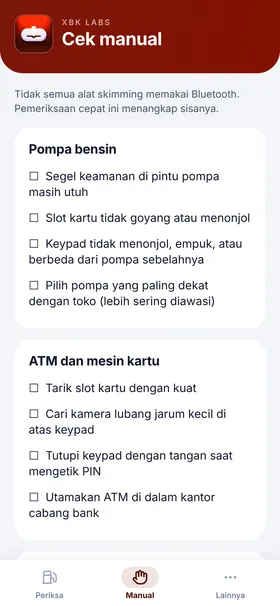 XBK LABS
Cek manual
Tidak semua alat skimming memakai Bluetooth.
Pemeriksaan cepat ini menangkap sisanya.
Pompa bensin
☐ Segel keamanan di pintu pompa
masih utuh
☐ Slot kartu tidak goyang atau menonjol
☐ Keypad tidak menonjol, empuk, atau
berbeda dari pompa sebelahnya
☐ Pilih pompa yang paling dekat
dengan toko (lebih sering diawasi)
ATM dan mesin kartu
☐ Tarik slot kartu dengan kuat
☐ Cari kamera lubang jarum kecil di
atas keypad
☐ Tutupi keypad dengan tangan saat
mengetik PIN
☐ Utamakan ATM di dalam kantor
cabang bank
Periksa
Manual
Lainnya